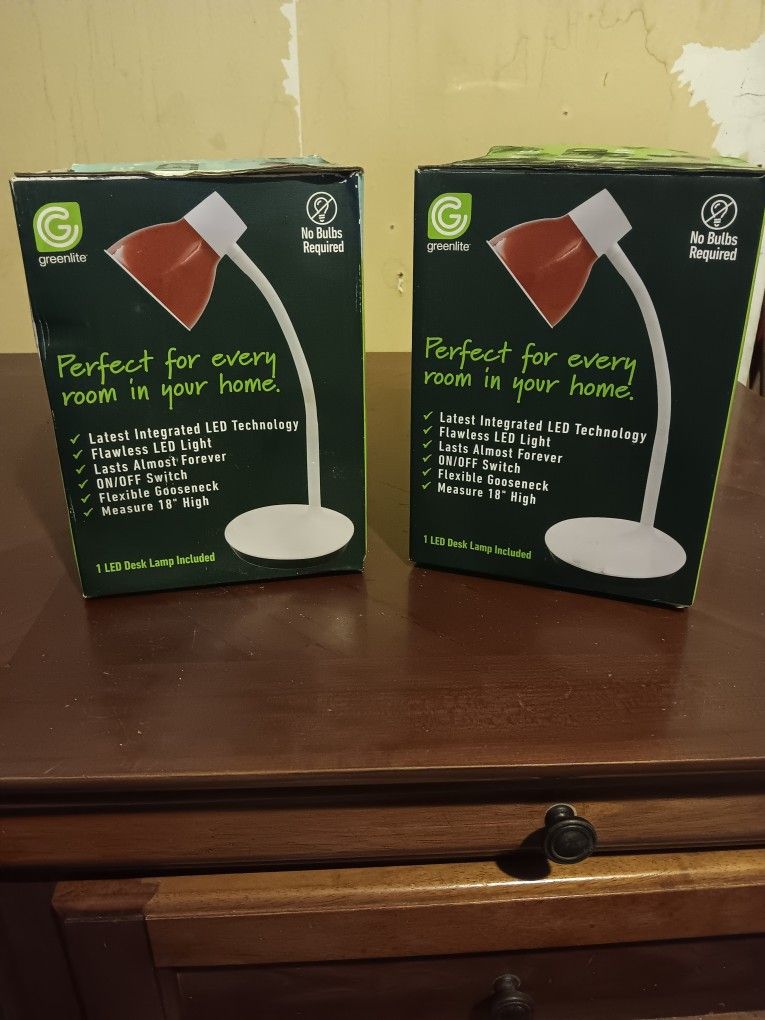 greenlite
No Bulbs
Required
Perfect for every
room in your home.
Latest Integrated LED Technology
Flawless LED Light
Lasts Almost Forever
ON/OFF Switch
Flexible Gooseneck
Measure 18" High
1 LED Desk Lamp Included
greenlite
No Bulbs
Required
Perfect for every
room in your home.
Latest Integrated LED Technology
Flawless LED Light
Lasts Almost Forever
ON/OFF Switch
Flexible Gooseneck
Measure 18" High
1 LED Desk Lamp Included